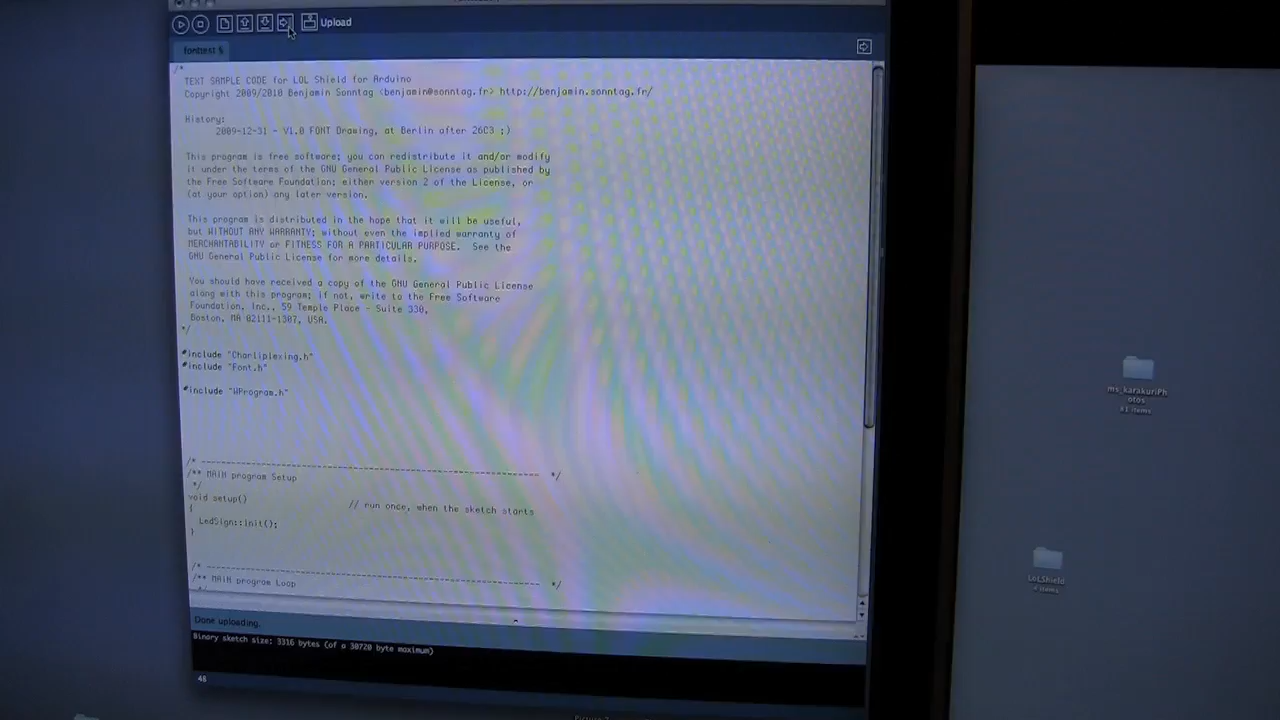 Upload
fonttest §
/*
TEXT SAMPLE CODE for LOL Shield for Arduino
Copyright 2009/2010 Benjamin Sonntag <benjamin@sonntag.fr> http://benjamin.sonntag.fr/
History:
2009-12-31 - V1.0 FONT Drawing, at Berlin after 26C3 ;)
This program is free software; you can redistribute it and/or modify
it under the terms of the GNU General Public License as published by
the Free Software Foundation; either version 2 of the License, or
(at your option) any later version.
This program is distributed in the hope that it will be useful,
but WITHOUT ANY WARRANTY; without even the implied warranty of
MERCHANTABILITY or FITNESS FOR A PARTICULAR PURPOSE. See the
GNU General Public License for more details.
You should have received a copy of the GNU General Public License
along with this program; if not, write to the Free Software
Foundation, Inc., 59 Temple Place - Suite 330,
Boston, MA 02111-1307, USA.
*/
#include "Charliplexing.h"
#include "Font.h"
#include "WProgram.h"
/* ----------------------------------------------------------------- */
/** MAIN program Setup
*/
void setup() // run once, when the sketch starts
{
LedSign::init();
}
/* ----------------------------------------------------------------- */
/** MAIN program Loop
Done uploading.
Binary sketch size: 3316 bytes (of a 30720 byte maximum)
48
ms_karakuriPh
otos
61 items
LoLShield